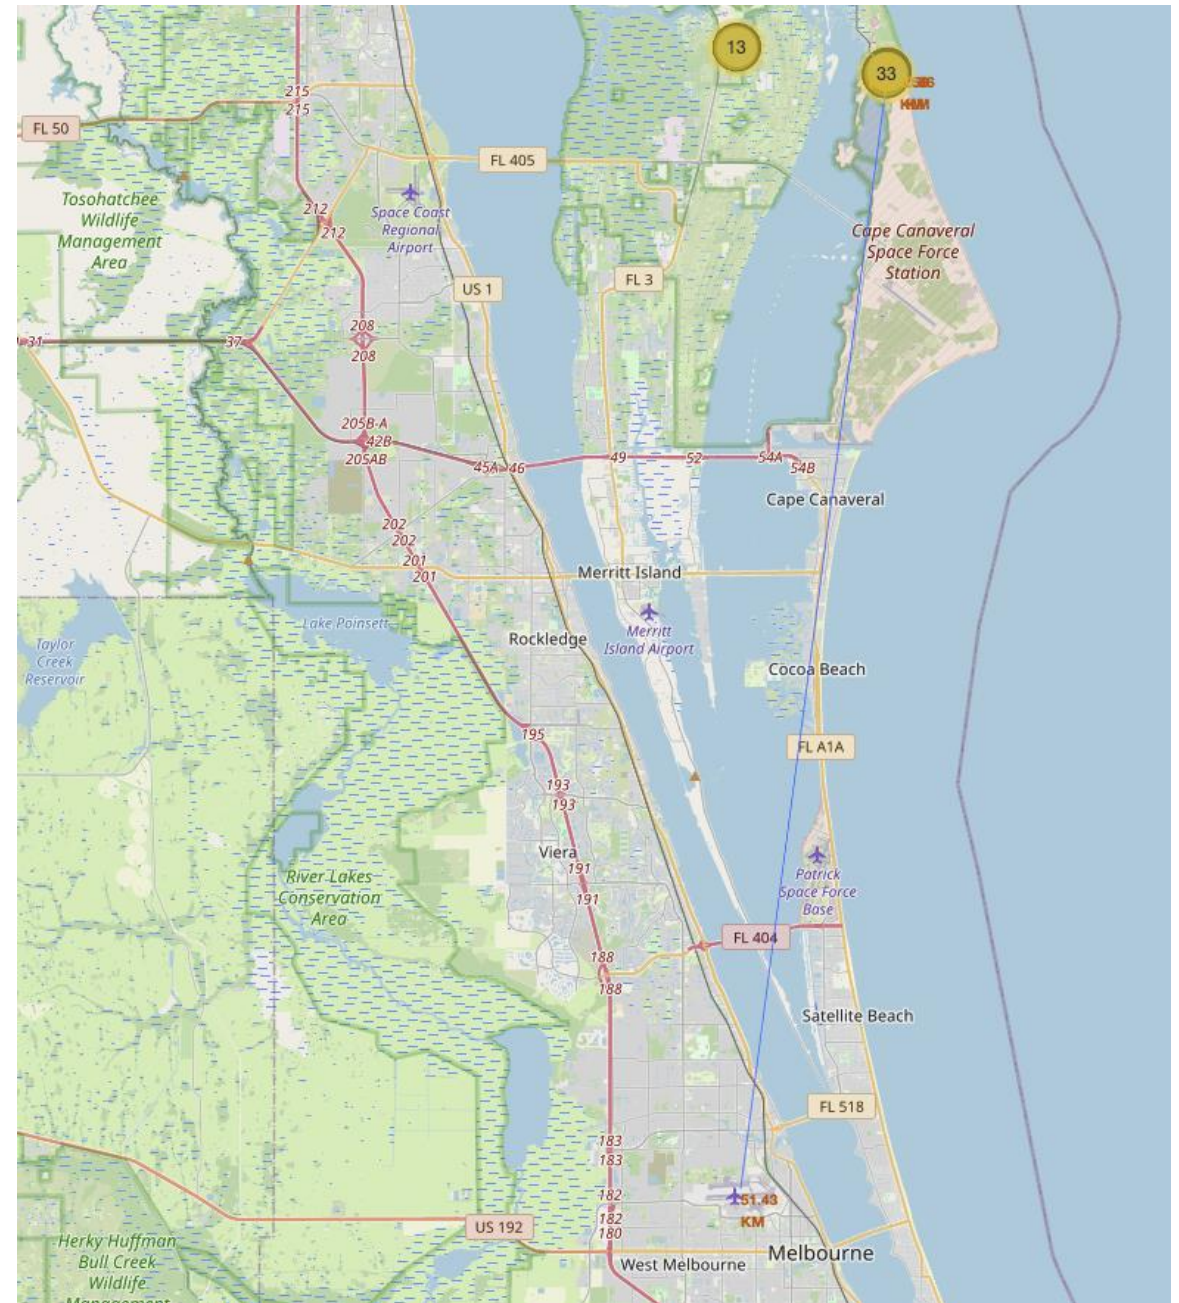 13
33
215
215
FL 50
FL 405
Tosohatchee
Wildlife
Management
Area
212
212
Space Coast
Regional
Airport
Cape Canaveral
Space Force
Station
FL 3
US 1
208
208
31
37
205B-A
42B
205AB
45A
46
49
52
54A
54B
Cape Canaveral
202
202
201
201
Merritt Island
Lake Poinsett
Merritt
Island Airport
Rockledge
Taylor
Creek
Reservoir
Cocoa Beach
195
FL A1A
193
193
Viera
191
191
Patrick
Space Force
Base
River Lakes
Conservation
Area
FL 404
188
188
Satellite Beach
FL 518
183
183
182
182
180
51.43
KM
US 192
Herky Huffman
Bull Creek
Wildlife
Management
Melbourne
West Melbourne